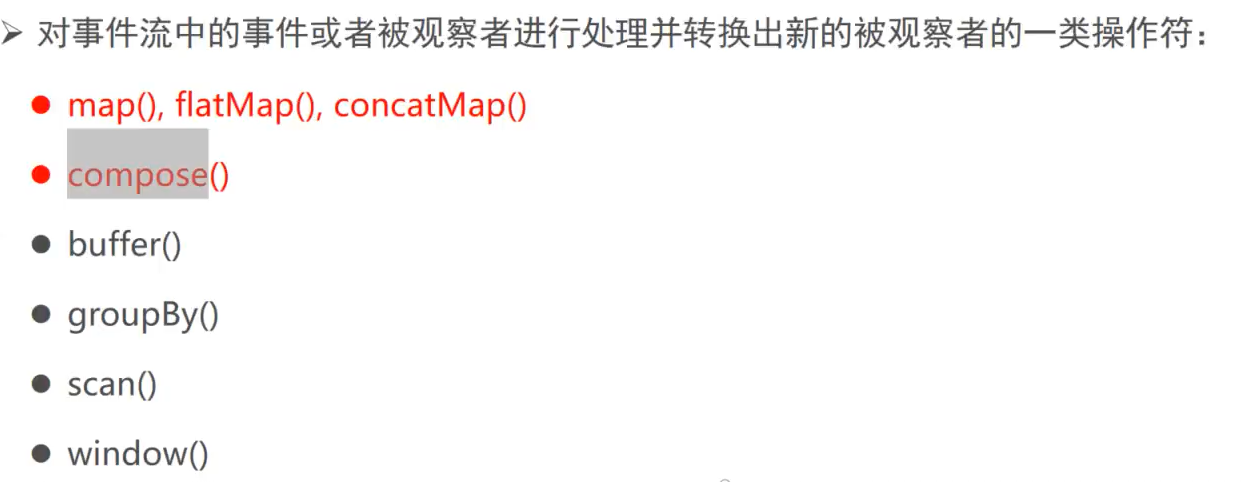 对事件流中的事件或者被观察者进行处理并转换出新的被观察者的一类操作符：
map(), flatMap(), concatMap()
compose()
buffer()
groupBy()
scan()
window()